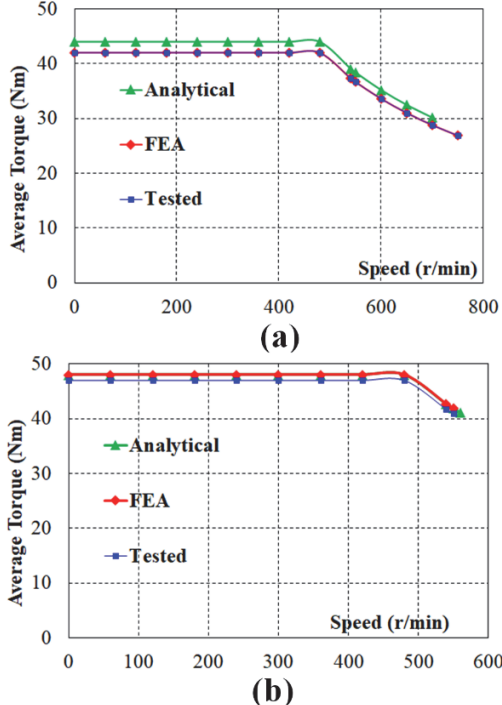 50
40
30
20
10
0
Average Torque (Nm)
Analytical
FEA
Tested
Speed (r/min)
0 200 400 600 800
(a)
50
40
30
20
10
0
Average Torque (Nm)
Analytical
FEA
Tested
Speed (r/min)
0 100 200 300 400 500 600
(b)